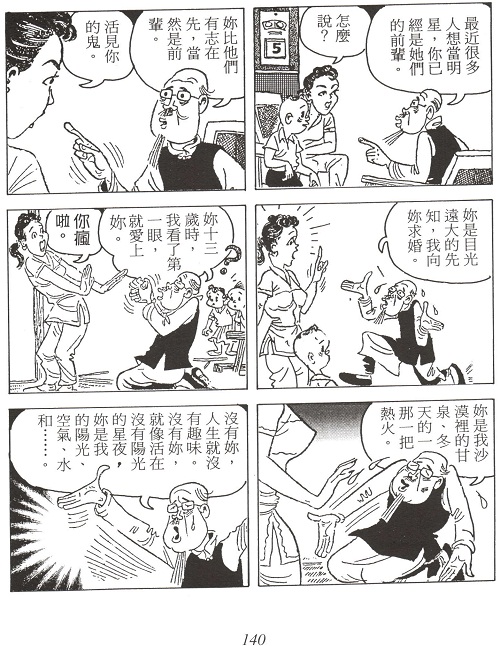 最近很多
人想當明
星，你已
經是她們
的前輩。
怎麼
說？
5
妳比他們
有志在
先，當
然是前
輩。
活見你
的鬼。
妳是目光
遠大的先
知，我向
妳求婚。
?
妳十三
歲時，
我看了第
一眼，
就愛上
妳。
你瘋
啦。
妳是我沙
漠裡的甘
泉、冬
天的一
那一把
熱火。
沒有妳，
人生就沒
有趣味。
沒有妳，
就像活在
沒有陽光
的星夜，
妳是我
的陽光、
空氣、水
和……。
140